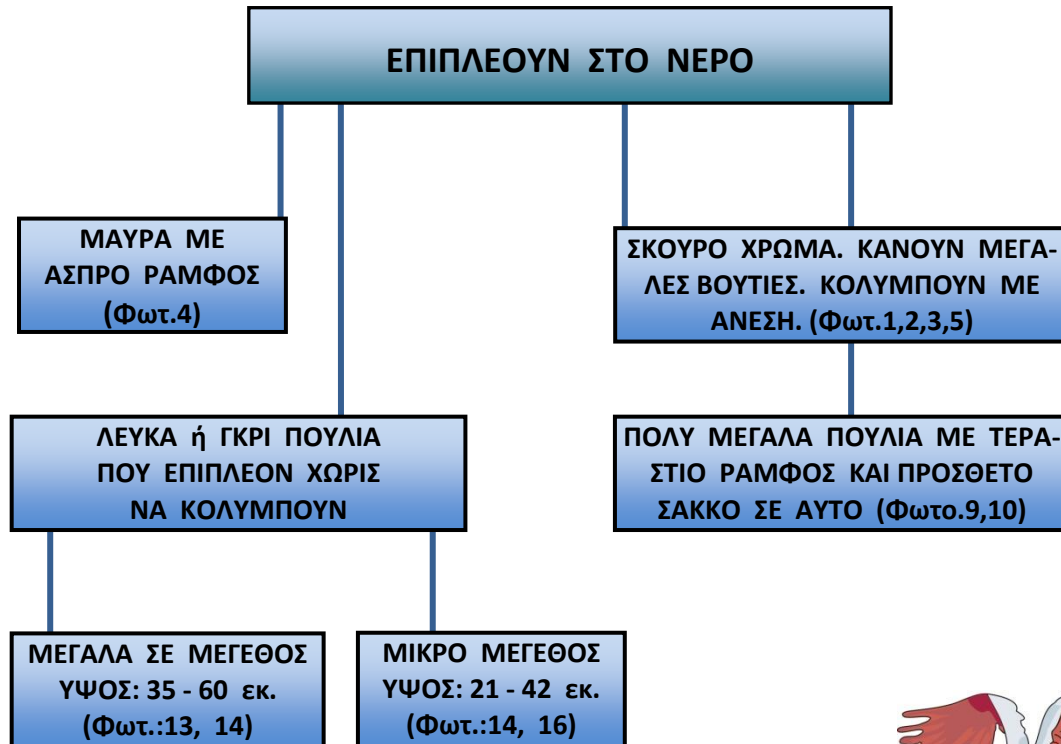 ΕΠΙΠΛΕΟΥΝ ΣΤΟ ΝΕΡΟ
ΜΑΥΡΑ ΜΕ
ΑΣΠΡΟ ΡΑΜΦΟΣ
(Φωτ.4)
ΣΚΟΥΡΟ ΧΡΩΜΑ. ΚΑΝΟΥΝ ΜΕΓΑ-
ΛΕΣ ΒΟΥΤΙΕΣ. ΚΟΛΥΜΠΟΥΝ ΜΕ
ΑΝΕΣΗ. (Φωτ.1,2,3,5)
ΛΕΥΚΑ ή ΓΚΡΙ ΠΟΥΛΙΑ
ΠΟΥ ΕΠΙΠΛΕΟΝ ΧΩΡΙΣ
ΝΑ ΚΟΛΥΜΠΟΥΝ
ΠΟΛΥ ΜΕΓΑΛΑ ΠΟΥΛΙΑ ΜΕ ΤΕΡΑ-
ΣΤΙΟ ΡΑΜΦΟΣ ΚΑΙ ΠΡΟΣΘΕΤΟ
ΣΑΚΚΟ ΣΕ ΑΥΤΟ (Φωτο.9,10)
ΜΕΓΑΛΑ ΣΕ ΜΕΓΕΘΟΣ
ΥΨΟΣ: 35 - 60 εκ.
(Φωτ.:13, 14)
ΜΙΚΡΟ ΜΕΓΕΘΟΣ
ΥΨΟΣ: 21 - 42 εκ.
(Φωτ.:14, 16)